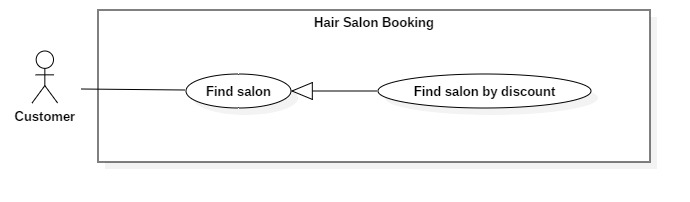 Hair Salon Booking
Find salon
Find salon by discount
Customer